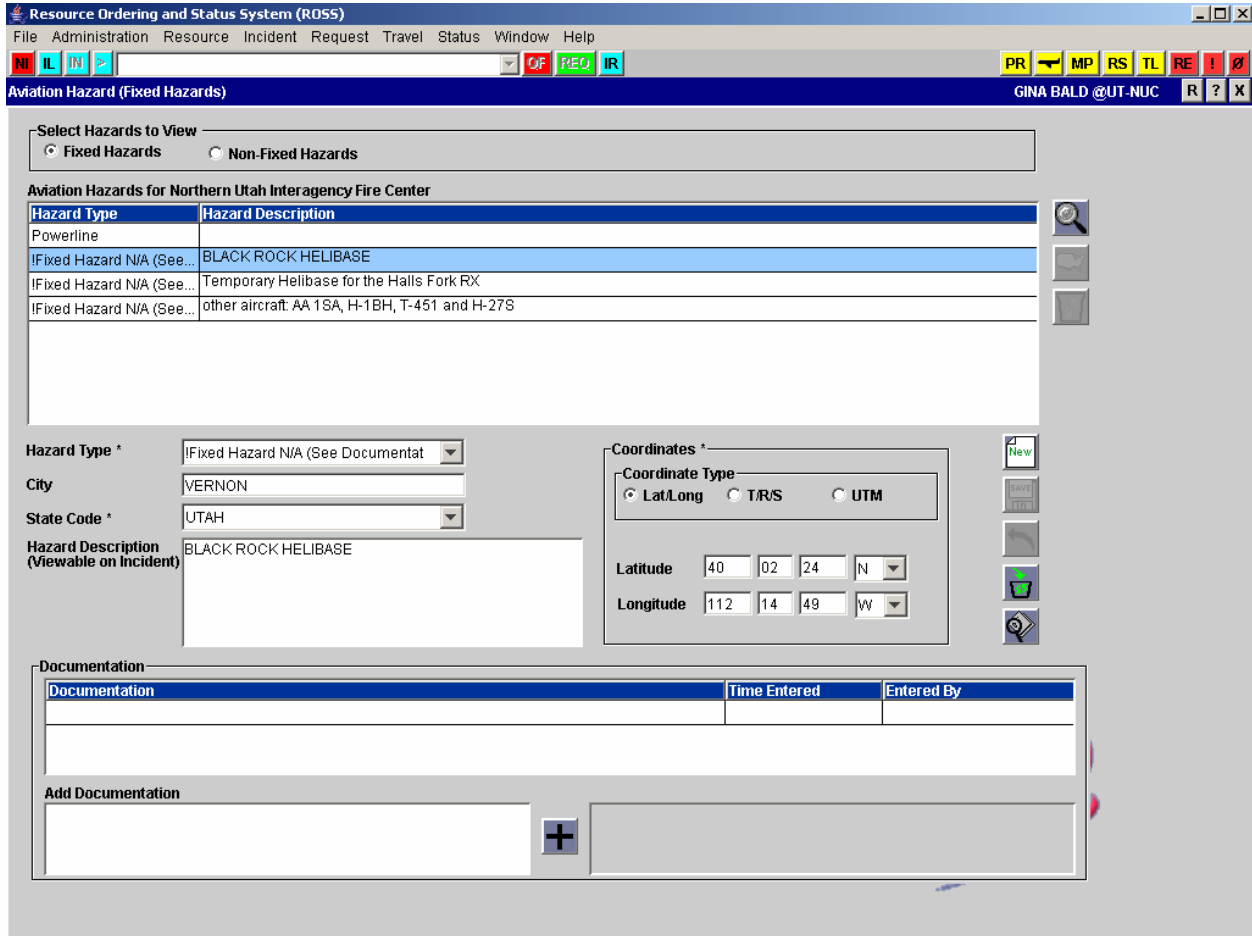 Resource Ordering and Status System (ROSS)
File Administration Resource Incident Request Travel Status Window Help
NI IL IN > OF REQ IR PR MP RS TL RE ! Ø
Aviation Hazard (Fixed Hazards) GINA BALD @UT-NUC R ? X
Select Hazards to View
Fixed Hazards Non-Fixed Hazards
Aviation Hazards for Northern Utah Interagency Fire Center
Hazard Type Hazard Description
Powerline
!Fixed Hazard N/A (See... BLACK ROCK HELIBASE
!Fixed Hazard N/A (See... Temporary Helibase for the Halls Fork RX
!Fixed Hazard N/A (See... other aircraft: AA 1SA, H-1BH, T-451 and H-27S
Hazard Type * !Fixed Hazard N/A (See Documentat
City VERNON
State Code * UTAH
Hazard Description
(Viewable on Incident) BLACK ROCK HELIBASE
Coordinates *
Coordinate Type
Lat/Long T/R/S UTM
Latitude 40 02 24 N
Longitude 112 14 49 W
New
SAVE
Documentation
Documentation Time Entered Entered By
Add Documentation
+